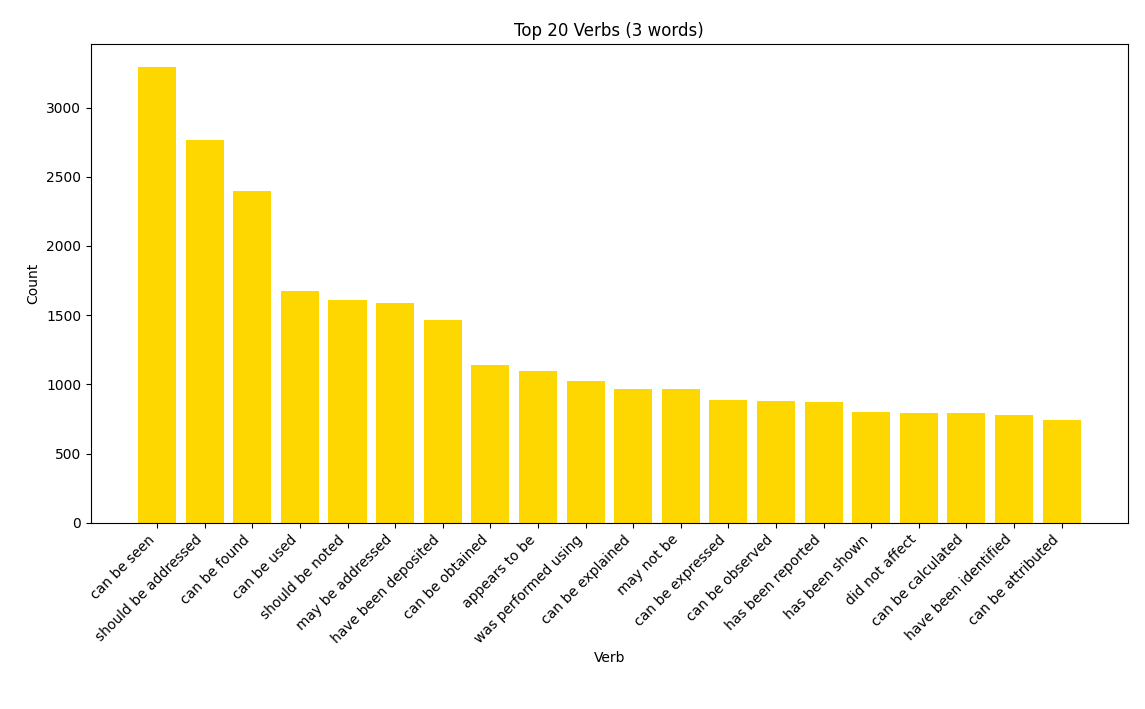 Top 20 Verbs (3 words)
Count
3000
2500
2000
1500
1000
500
0
can be seen
should be addressed
can be found
can be used
should be noted
may be addressed
have been deposited
can be obtained
appears to be
was performed using
can be explained
may not be
can be expressed
can be observed
has been reported
has been shown
did not affect
can be calculated
have been identified
can be attributed
Verb